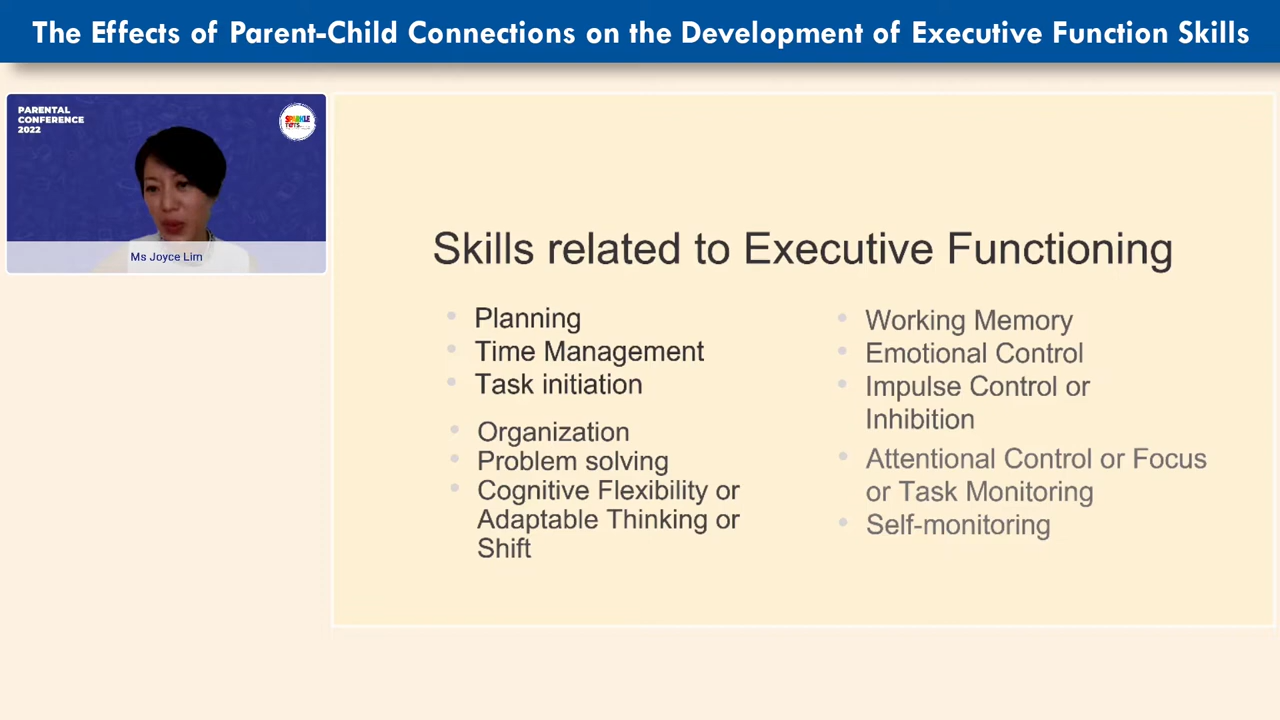 The Effects of Parent-Child Connections on the Development of Executive Function Skills
PARENTAL
CONFERENCE
2022
SPARKLE
TOTS
Ms Joyce Lim
Skills related to Executive Functioning
Planning
Time Management
Task initiation
Organization
Problem solving
Cognitive Flexibility or
Adaptable Thinking or
Shift
Working Memory
Emotional Control
Impulse Control or
Inhibition
Attentional Control or Focus
or Task Monitoring
Self-monitoring